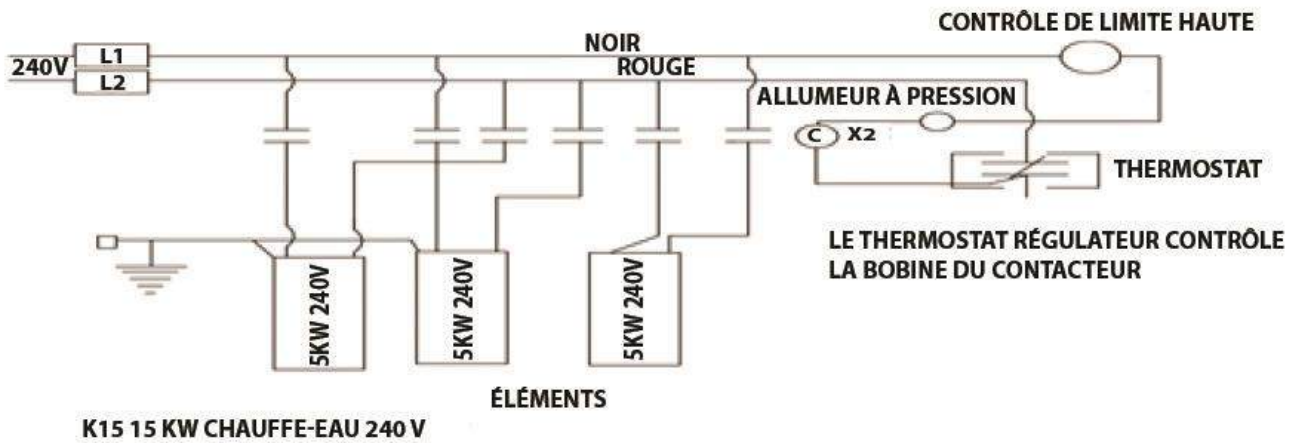 CONTRÔLE DE LIMITE HAUTE
NOIR
L1
240V
ROUGE
L2
ALLUMEUR À PRESSION
C X2
THERMOSTAT
LE THERMOSTAT RÉGULATEUR CONTRÔLE
LA BOBINE DU CONTACTEUR
5KW 240V
5KW 240V
5KW 240V
ÉLÉMENTS
K15 15 KW CHAUFFE-EAU 240 V